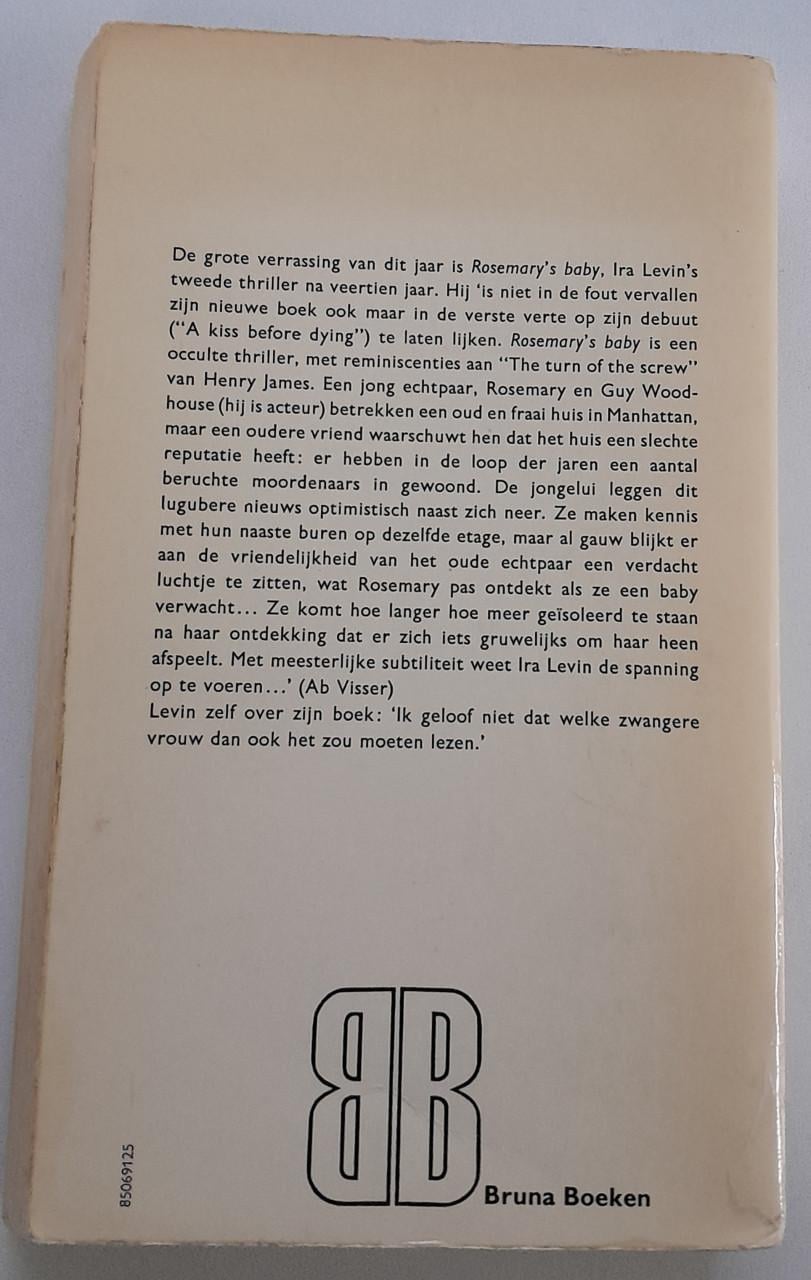 De grote verrassing van dit jaar is Rosemary's baby, Ira Levin's
tweede thriller na veertien jaar. Hij 'is niet in de fout vervallen
zijn nieuwe boek ook maar in de verste verte op zijn debuut
("A kiss before dying") te laten lijken. Rosemary's baby is een
occulte thriller, met reminiscenties aan "The turn of the screw"
van Henry James. Een jong echtpaar, Rosemary en Guy Wood-
house (hij is acteur) betrekken een oud en fraai huis in Manhattan,
maar een oudere vriend waarschuwt hen dat het huis een slechte
reputatie heeft: er hebben in de loop der jaren een aantal
beruchte moordenaars in gewoond. De jongelui leggen dit
lugubere nieuws optimistisch naast zich neer. Ze maken kennis
met hun naaste buren op dezelfde etage, maar al gauw blijkt er
aan de vriendelijkheid van het oude echtpaar een verdacht
luchtje te zitten, wat Rosemary pas ontdekt als ze een baby
verwacht... Ze komt hoe langer hoe meer geïsoleerd te staan
na haar ontdekking dat er zich iets gruwelijks om haar heen
afspeelt. Met meesterlijke subtiliteit weet Ira Levin de spanning
op te voeren...' (Ab Visser)
Levin zelf over zijn boek: 'Ik geloof niet dat welke zwangere
vrouw dan ook het zou moeten lezen.'
BB
Bruna Boeken
85069125